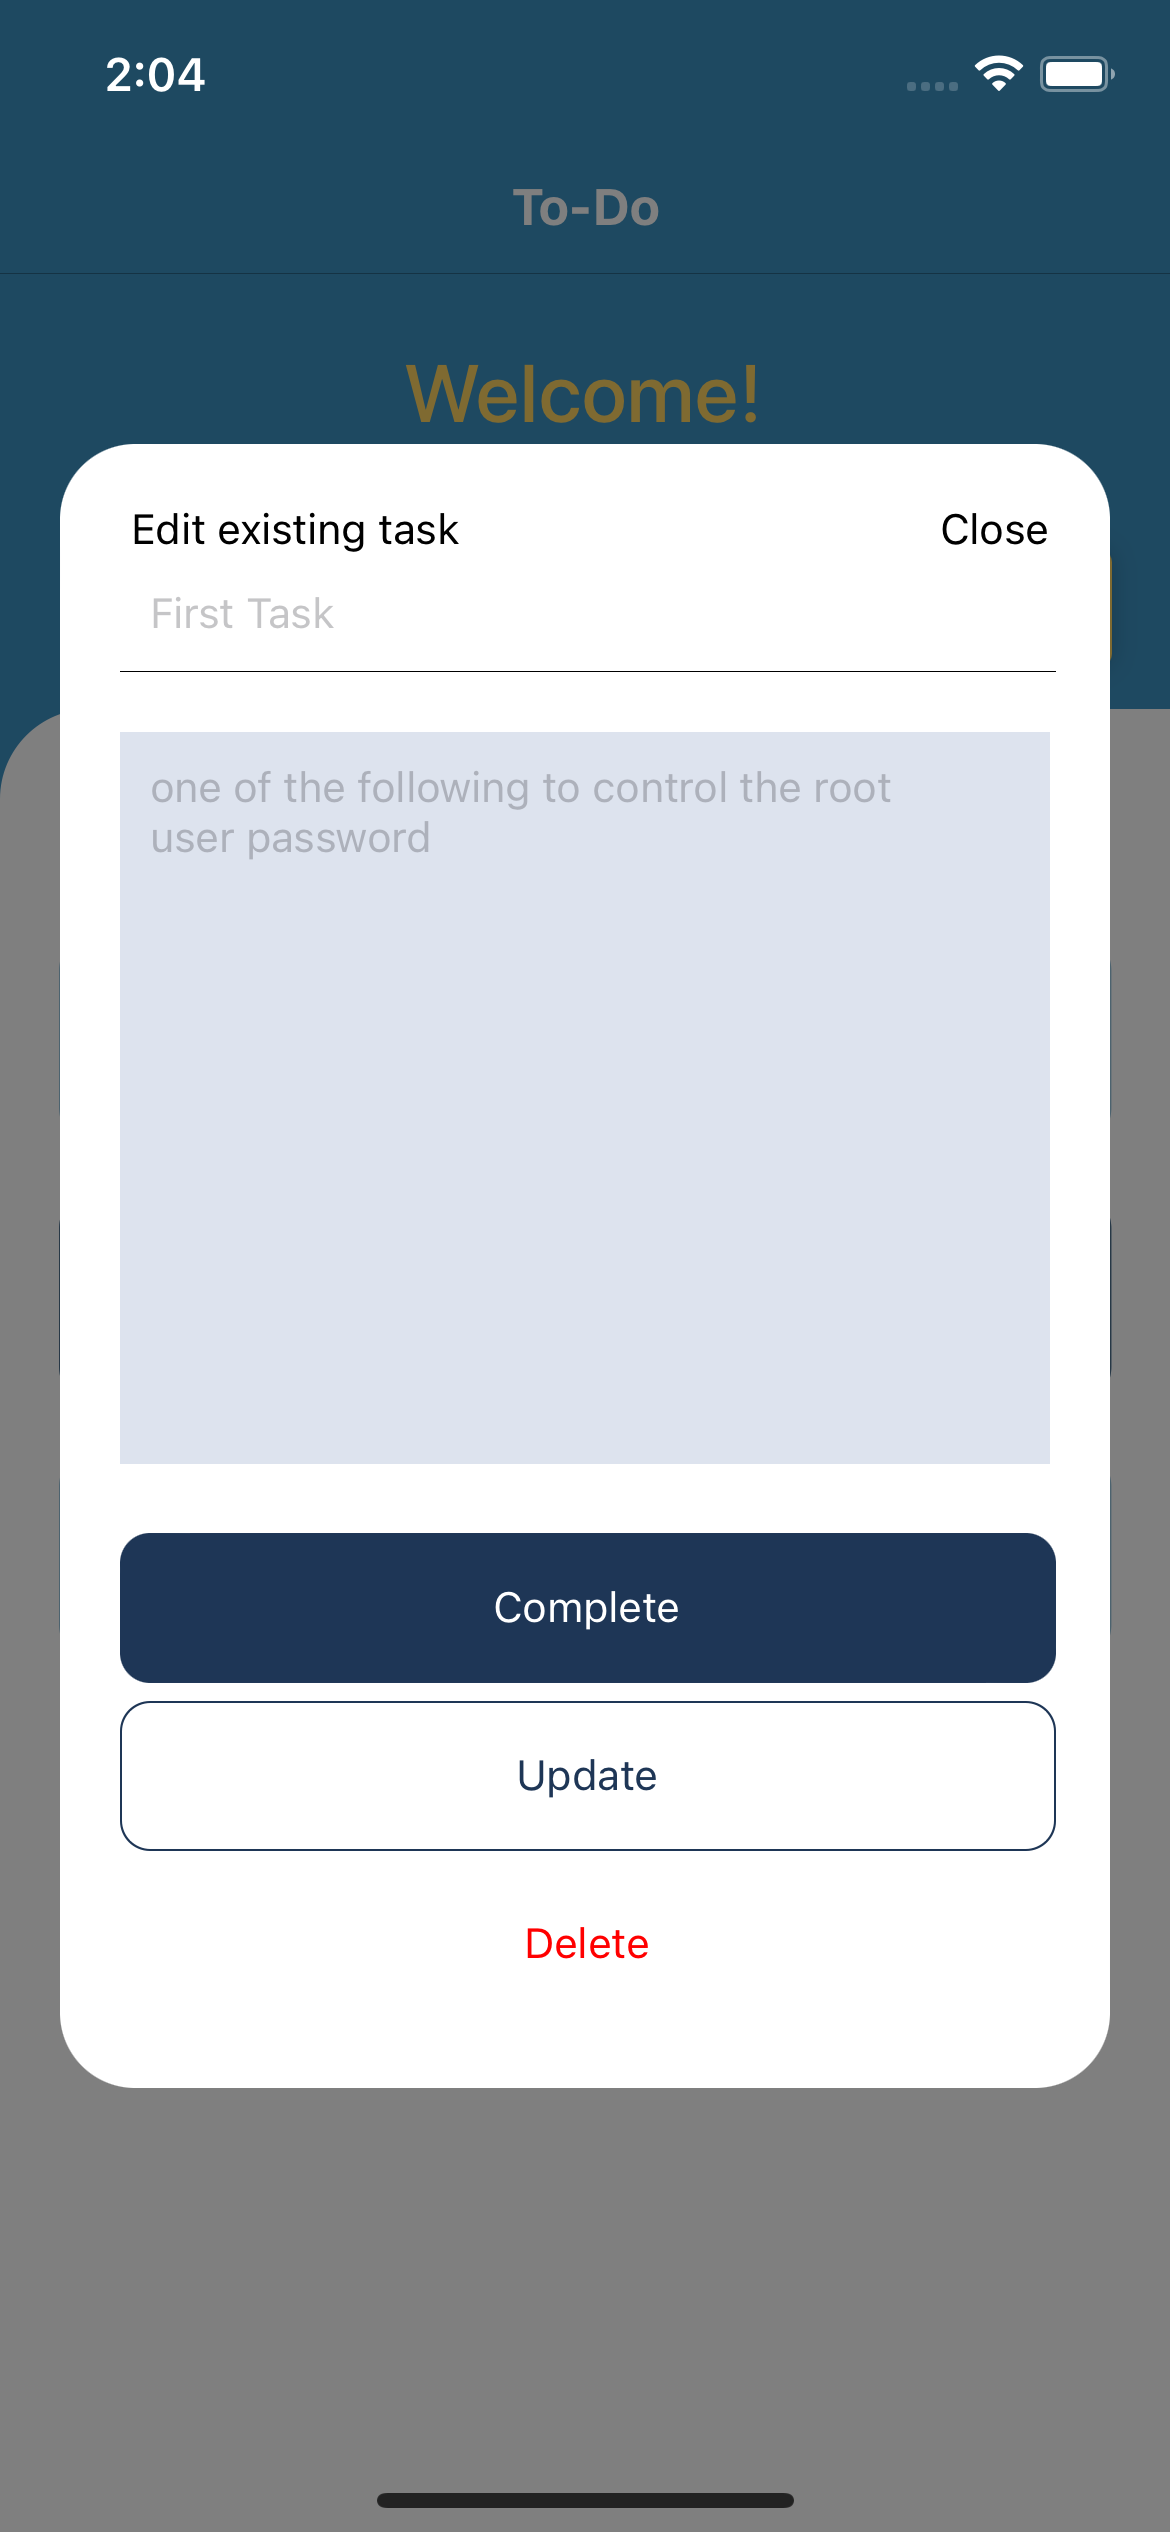 2:04
To-Do
Welcome!
Edit existing task
Close
First Task
one of the following to control the root
user password
Complete
Update
Delete